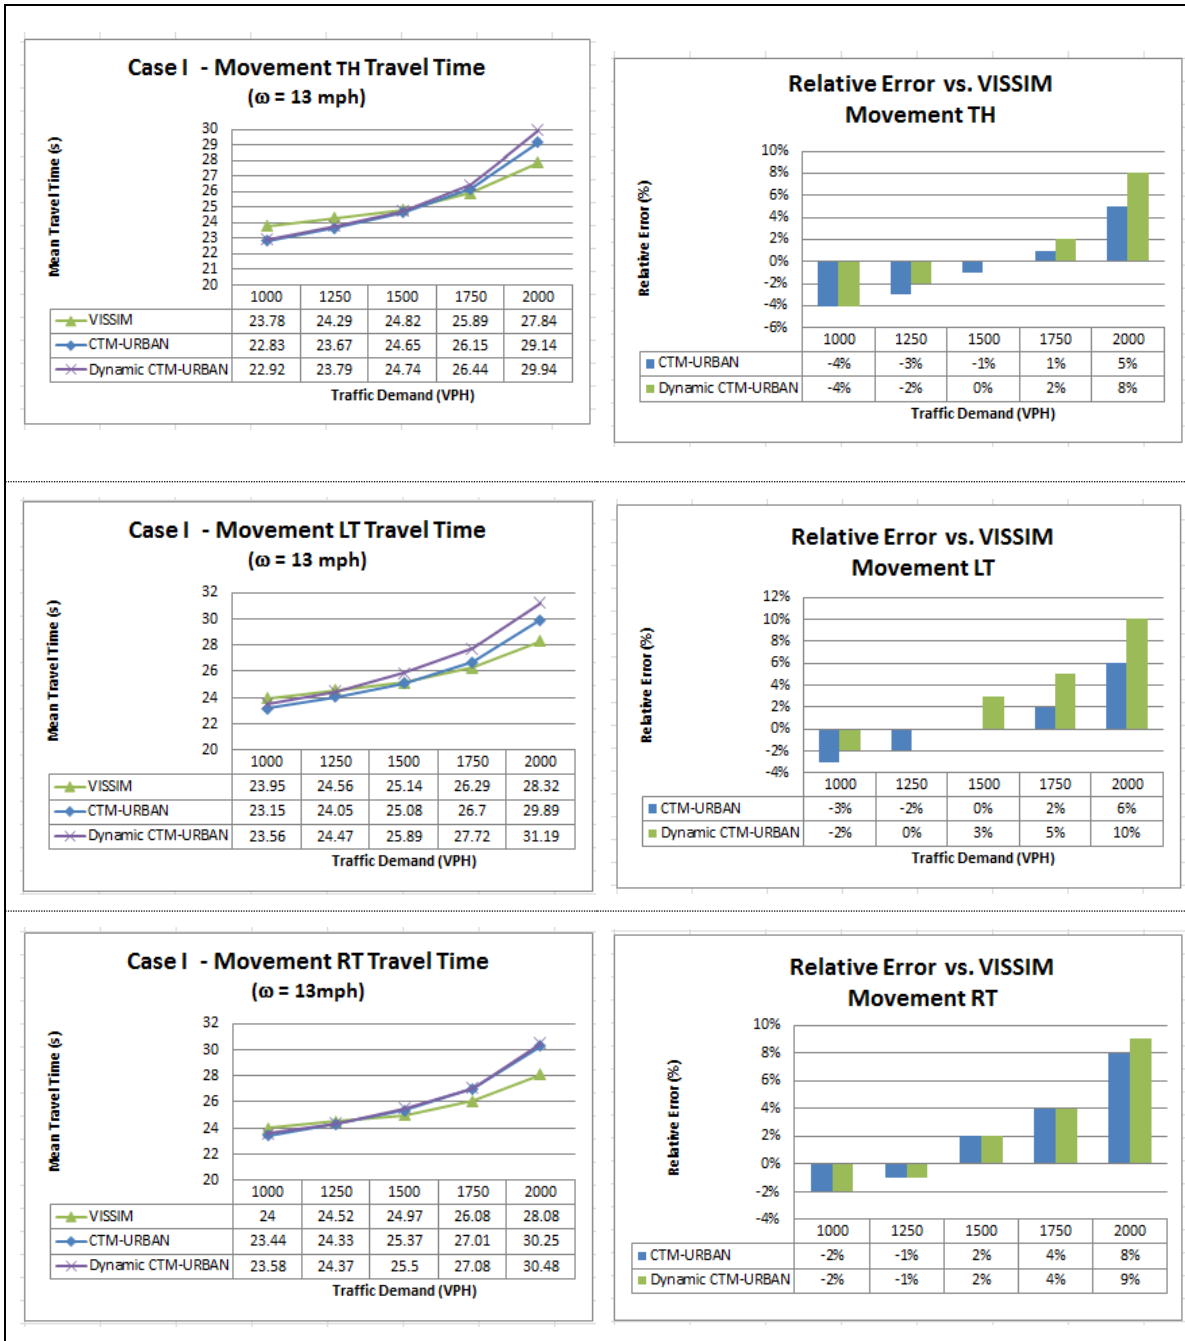 Case I - Movement TH Travel Time
(ω = 13 mph)
Mean Travel Time (s)
30
29
28
27
26
25
24
23
22
21
20
1000 1250 1500 1750 2000
VISSIM 23.78 24.29 24.82 25.89 27.84
CTM-URBAN 22.83 23.67 24.65 26.15 29.14
Dynamic CTM-URBAN 22.92 23.79 24.74 26.44 29.94
Traffic Demand (VPH)
Relative Error vs. VISSIM
Movement TH
Relative Error (%)
10%
8%
6%
4%
2%
0%
-2%
-4%
-6%
1000 1250 1500 1750 2000
CTM-URBAN -4% -3% -1% 1% 5%
Dynamic CTM-URBAN -4% -2% 0% 2% 8%
Traffic Demand (VPH)
Case I - Movement LT Travel Time
(ω = 13 mph)
Mean Travel Time (s)
32
30
28
26
24
22
20
1000 1250 1500 1750 2000
VISSIM 23.95 24.56 25.14 26.29 28.32
CTM-URBAN 23.15 24.05 25.08 26.7 29.89
Dynamic CTM-URBAN 23.56 24.47 25.89 27.72 31.19
Traffic Demand (VPH)
Relative Error vs. VISSIM
Movement LT
Relative Error (%)
12%
10%
8%
6%
4%
2%
0%
-2%
-4%
1000 1250 1500 1750 2000
CTM-URBAN -3% -2% 0% 2% 6%
Dynamic CTM-URBAN -2% 0% 3% 5% 10%
Traffic Demand (VPH)
Case I - Movement RT Travel Time
(ω = 13mph)
Mean Travel Time (s)
32
30
28
26
24
22
20
1000 1250 1500 1750 2000
VISSIM 24 24.52 24.97 26.08 28.08
CTM-URBAN 23.44 24.33 25.37 27.01 30.25
Dynamic CTM-URBAN 23.58 24.37 25.5 27.08 30.48
Traffic Demand (VPH)
Relative Error vs. VISSIM
Movement RT
Relative Error (%)
10%
8%
6%
4%
2%
0%
-2%
-4%
1000 1250 1500 1750 2000
CTM-URBAN -2% -1% 2% 4% 8%
Dynamic CTM-URBAN -2% -1% 2% 4% 9%
Traffic Demand (VPH)